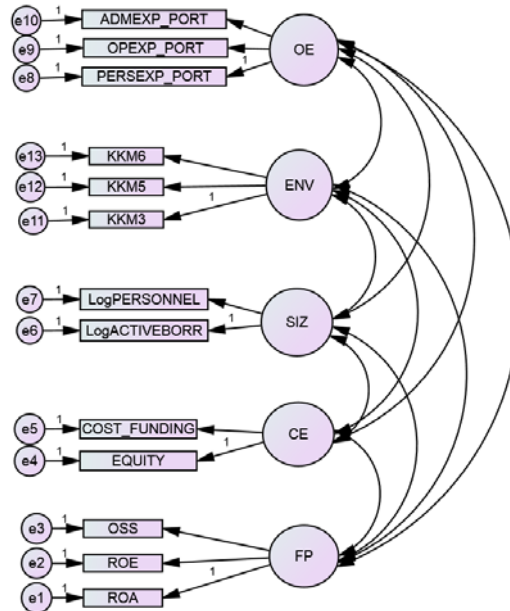 e10 1 ADMEXP_PORT
e9 1 OPEXP_PORT OE
e8 1 PERSEXP_PORT 1
e13 1 KKM6
e12 1 KKM5 ENV
e11 1 KKM3 1
e7 1 LogPERSONNEL
SIZ
e6 1 LogACTIVEBORR 1
e5 1 COST_FUNDING
CE
e4 1 EQUITY 1
e3 1 OSS
e2 1 ROE FP
e1 1 ROA 1